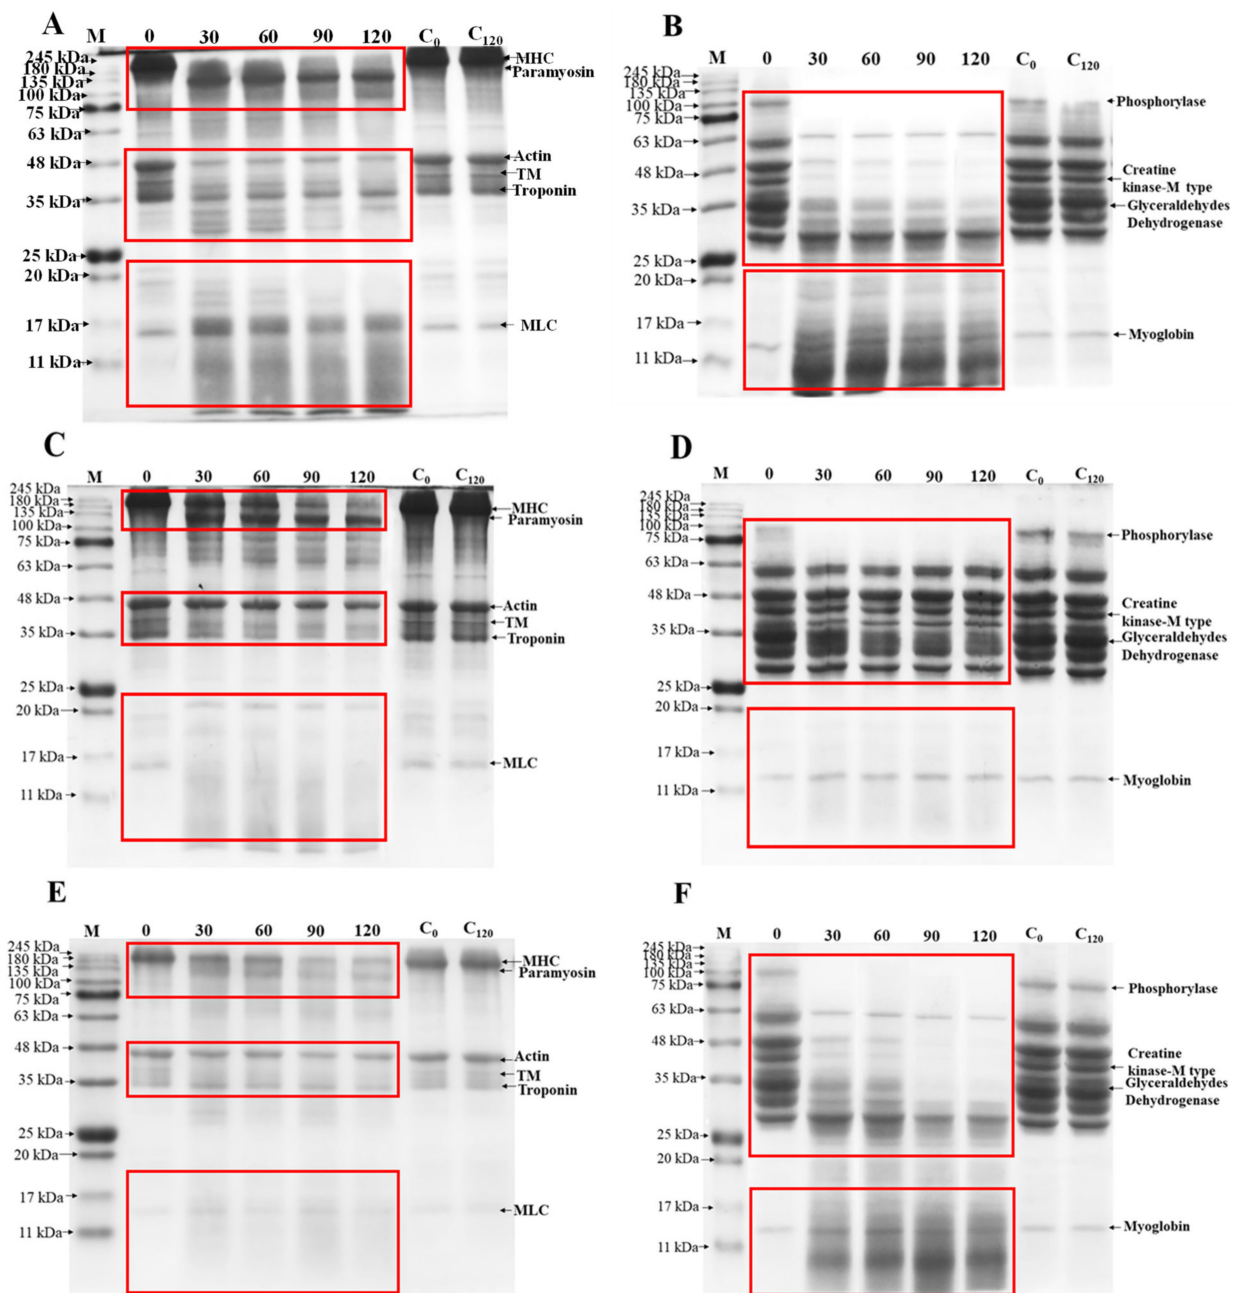 A
M 0 30 60 90 120 C0 C120
245 kDa
180 kDa
135 kDa
100 kDa
75 kDa
63 kDa
48 kDa
35 kDa
25 kDa
20 kDa
17 kDa
11 kDa
MHC
Paramyosin
Actin
TM
Troponin
MLC
B
M 0 30 60 90 120 C0 C120
245 kDa
180 kDa
135 kDa
100 kDa
75 kDa
63 kDa
48 kDa
35 kDa
25 kDa
20 kDa
17 kDa
11 kDa
Phosphorylase
Creatine
kinase-M type
Glyceraldehydes
Dehydrogenase
Myoglobin
C
M 0 30 60 90 120 C0 C120
245 kDa
180 kDa
135 kDa
100 kDa
75 kDa
63 kDa
48 kDa
35 kDa
25 kDa
20 kDa
17 kDa
11 kDa
MHC
Paramyosin
Actin
TM
Troponin
MLC
D
M 0 30 60 90 120 C0 C120
245 kDa
180 kDa
135 kDa
100 kDa
75 kDa
63 kDa
48 kDa
35 kDa
25 kDa
20 kDa
17 kDa
11 kDa
Phosphorylase
Creatine
kinase-M type
Glyceraldehydes
Dehydrogenase
Myoglobin
E
M 0 30 60 90 120 C0 C120
245 kDa
180 kDa
135 kDa
100 kDa
75 kDa
63 kDa
48 kDa
35 kDa
25 kDa
20 kDa
17 kDa
11 kDa
MHC
Paramyosin
Actin
TM
Troponin
MLC
F
M 0 30 60 90 120 C0 C120
245 kDa
180 kDa
135 kDa
100 kDa
75 kDa
63 kDa
48 kDa
35 kDa
25 kDa
20 kDa
17 kDa
11 kDa
Phosphorylase
Creatine
kinase-M type
Glyceraldehydes
Dehydrogenase
Myoglobin